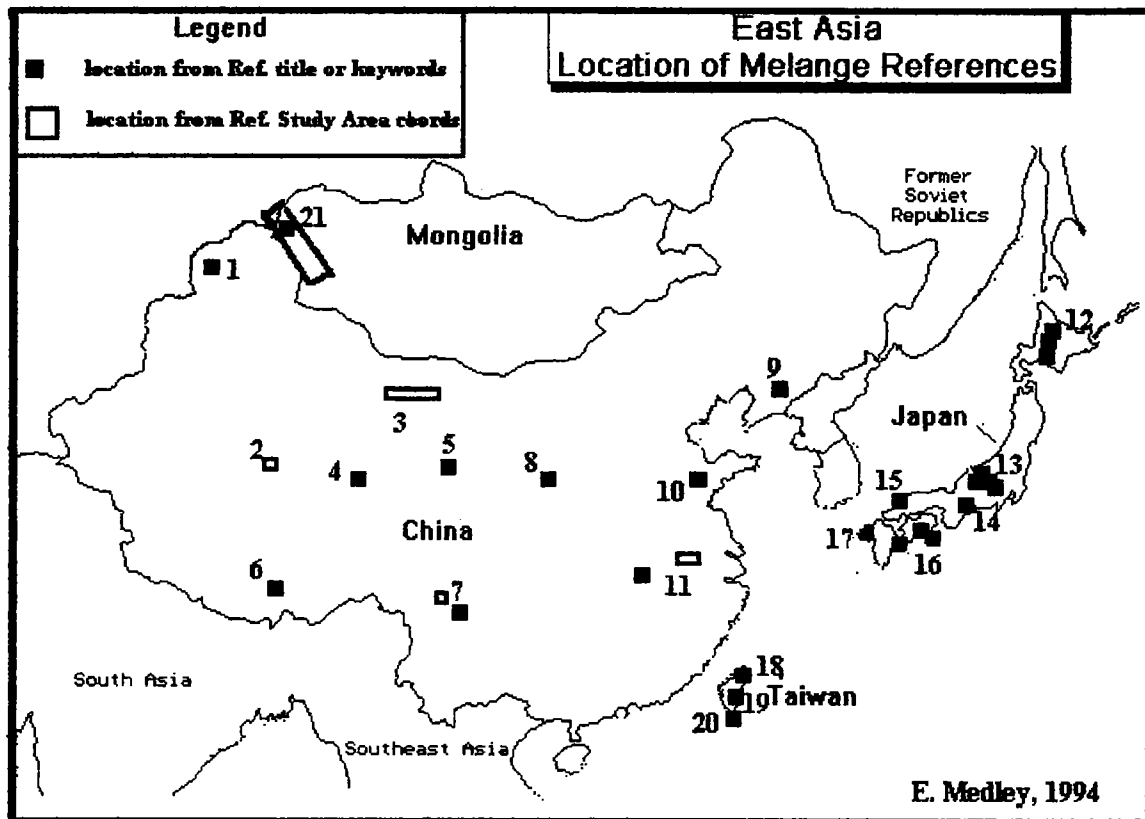 Legend
location from Ref. title or keywords
location from Ref. Study Area coords
East Asia
Location of Melange References
Former
Soviet
Republics
21
Mongolia
1
12
9
3
Japan
2
5
4
8
10
13
15
14
China
17
16
6
7
11
South Asia
18
19
Taiwan
20
Southeast Asia
E. Medley, 1994